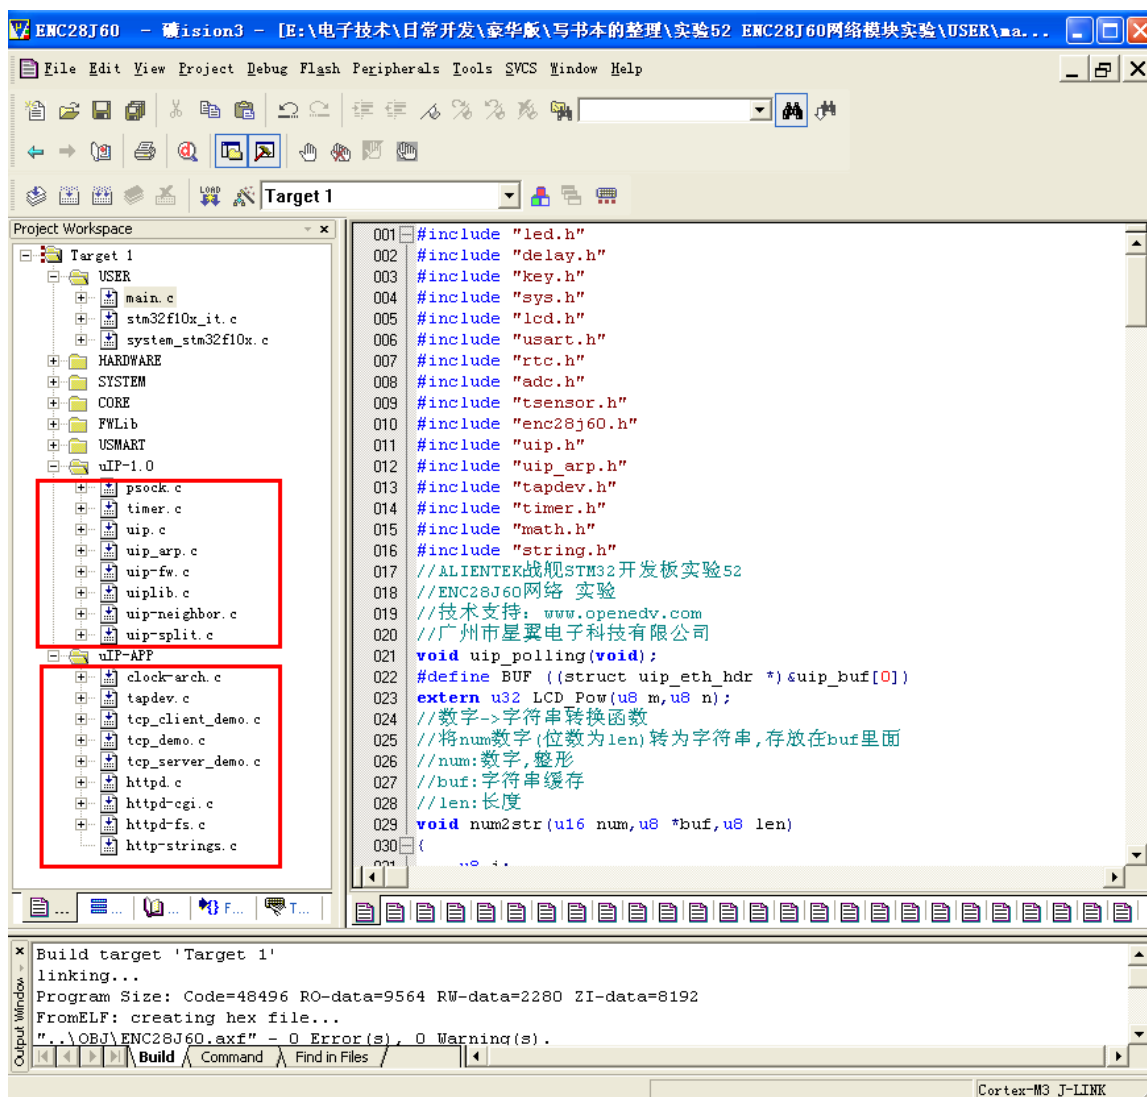 ENC28J60 - 礦ision3 - [E:\电子技术\日常开发\豪华版\写书本的整理\实验52 ENC28J60网络模块实验\USER\ma...
File Edit View Project Debug Flash Peripherals Tools SVCS Window Help
LOAD
Target 1
Project Workspace
Target 1
USER
main.c
stm32f10x_it.c
system_stm32f10x.c
HARDWARE
SYSTEM
CORE
FWLib
USMART
uIP-1.0
psock.c
timer.c
uip.c
uip_arp.c
uip-fw.c
uiplib.c
uip-neighbor.c
uip-split.c
uIP-APP
clock-arch.c
tapdev.c
tcp_client_demo.c
tcp_demo.c
tcp_server_demo.c
httpd.c
httpd-cgi.c
httpd-fs.c
http-strings.c
... ... ... F... T...
001 #include "led.h"
002 #include "delay.h"
003 #include "key.h"
004 #include "sys.h"
005 #include "lcd.h"
006 #include "usart.h"
007 #include "rtc.h"
008 #include "adc.h"
009 #include "tsensor.h"
010 #include "enc28j60.h"
011 #include "uip.h"
012 #include "uip_arp.h"
013 #include "tapdev.h"
014 #include "timer.h"
015 #include "math.h"
016 #include "string.h"
017 //ALIENTEK战舰STM32开发板实验52
018 //ENC28J60网络 实验
019 //技术支持：www.openedv.com
020 //广州市星翼电子科技有限公司
021 void uip_polling(void);
022 #define BUF ((struct uip_eth_hdr *)&uip_buf[0])
023 extern u32 LCD_Pow(u8 m,u8 n);
024 //数字->字符串转换函数
025 //将num数字(位数为len)转为字符串,存放在buf里面
026 //num:数字,整形
027 //buf:字符串缓存
028 //len:长度
029 void num2str(u16 num,u8 *buf,u8 len)
030 {
031 u8 i;
Output Window
Build target 'Target 1'
linking...
Program Size: Code=48496 RO-data=9564 RW-data=2280 ZI-data=8192
FromELF: creating hex file...
"..\OBJ\ENC28J60.axf" - 0 Error(s), 0 Warning(s).
Build Command Find in Files
Cortex-M3 J-LINK